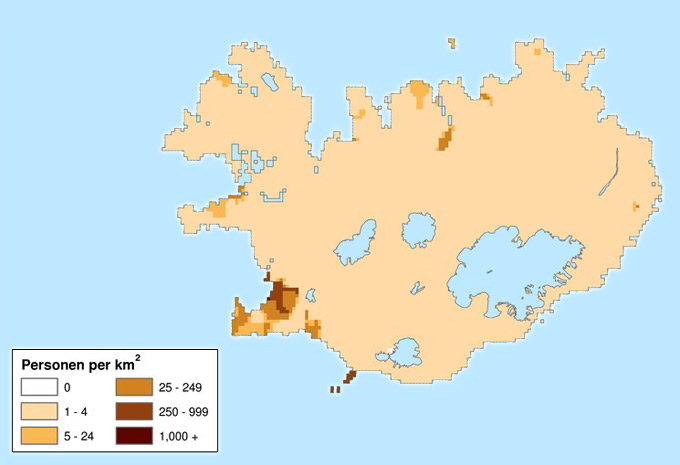 Personen per km²
0
1 - 4
5 - 24
25 - 249
250 - 999
1,000 +